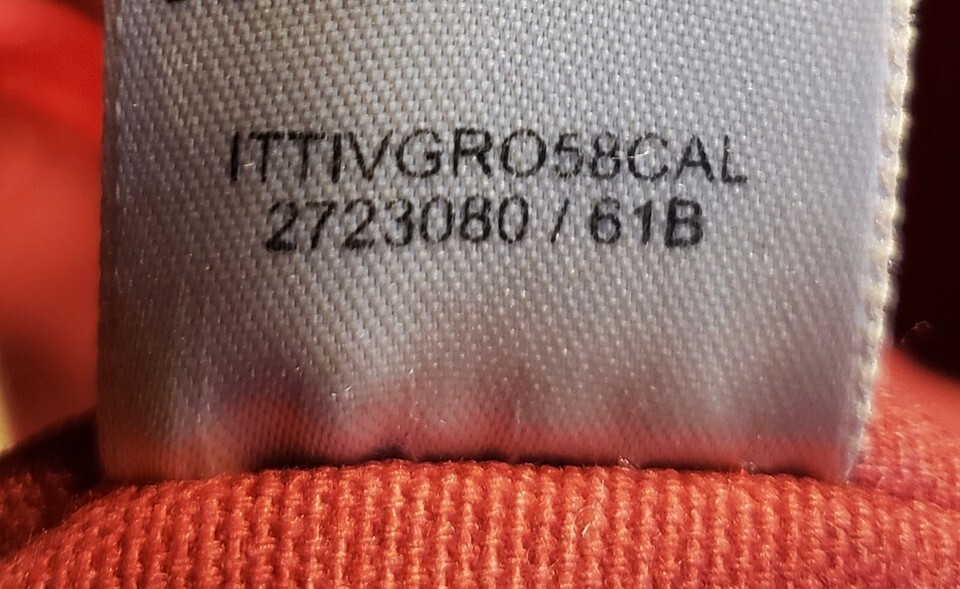 ITTIVGRO58CAL
2723080 / 61B